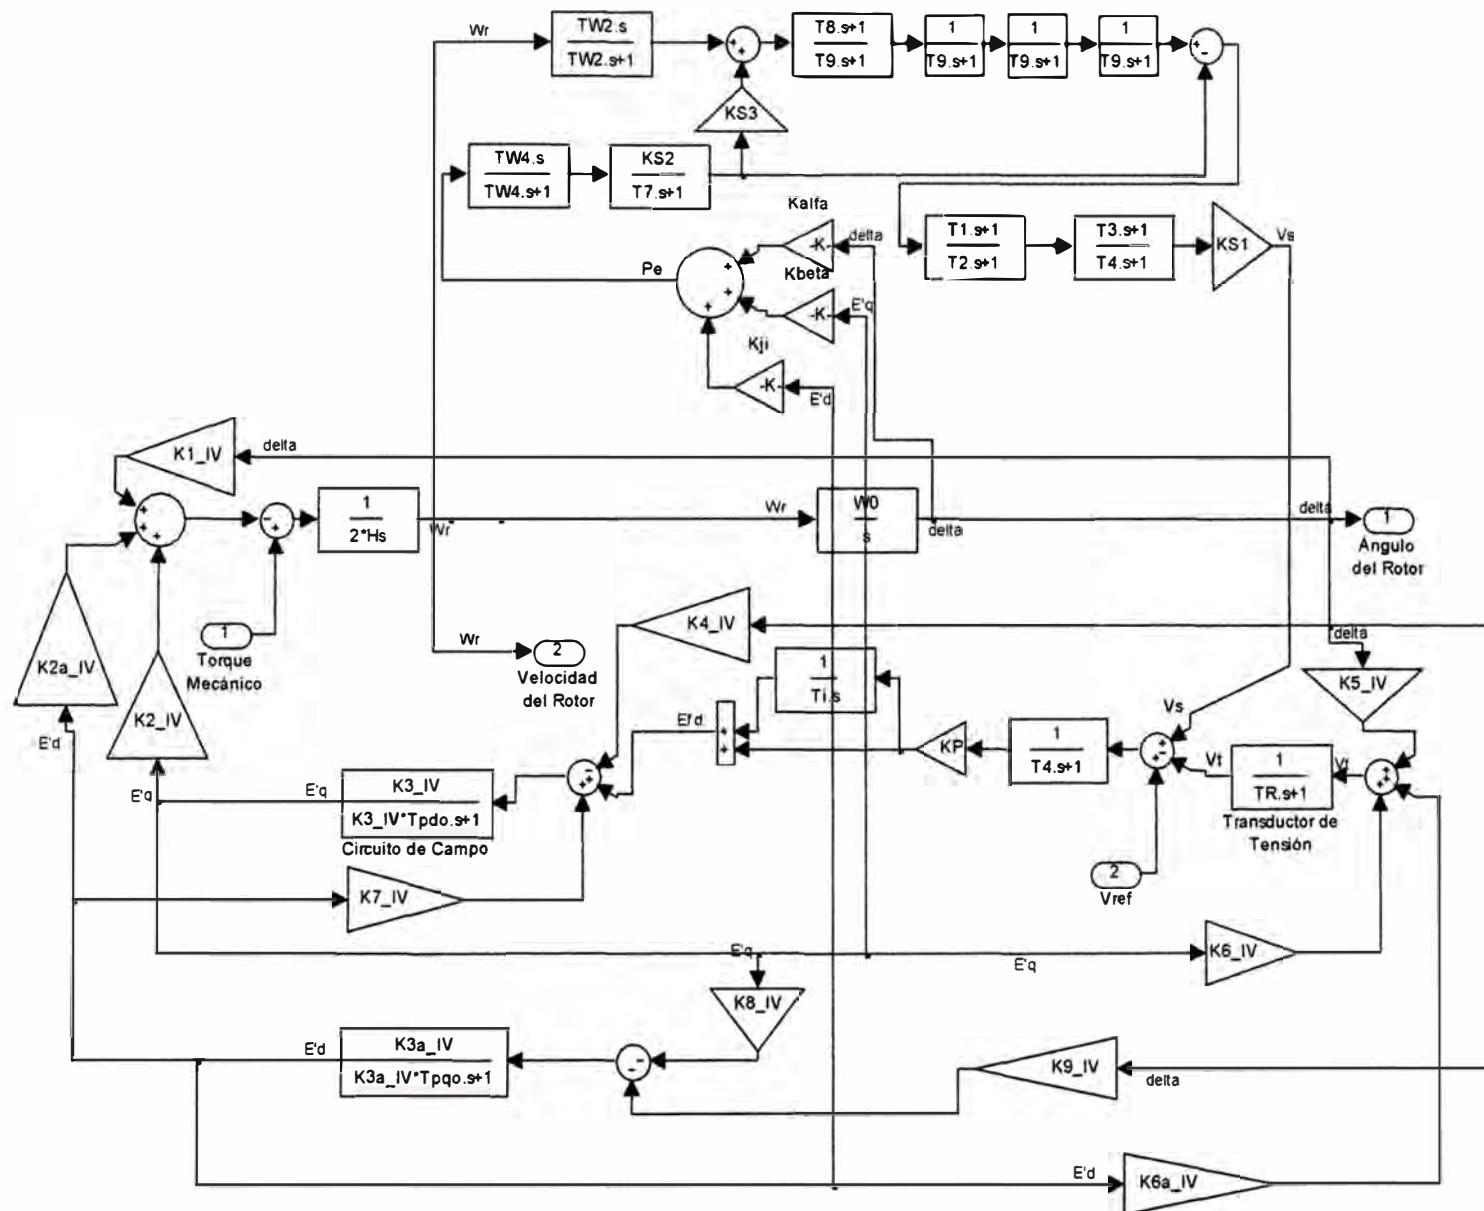 Wr
TW2.s
TW2.s+1
+
+
T8.s+1
T9.s+1
1
T9.s+1
1
T9.s+1
1
T9.s+1
+
-
KS3
TW4.s
TW4.s+1
KS2
T7.s+1
Kalfa
-K-
delta
Kbeta
Pe
+
+
+
-K-
E'q
Kji
-K-
E'd
T1.s+1
T2.s+1
T3.s+1
T4.s+1
KS1
Vs
K1_IV
delta
+
+
+
-
+
1
2*Hs
Wr
Wr
W0
s
delta
delta
1
Angulo
del Rotor
K2a_IV
K2_IV
1
Torque
Mecánico
Wr
2
Velocidad
del Rotor
K4_IV
delta
K5_IV
1
Ti.s
Ef'd
+
+
KP
1
T4.s+1
Vs
+
-
+
Vt
1
TR.s+1
Transductor de
Tensión
Vt
+
+
+
E'd
E'q
E'q
K3_IV
K3_IV*Tpdo.s+1
Circuito de Campo
-
+
+
K7_IV
2
Vref
E'q
E'q
K6_IV
K8_IV
E'd
K3a_IV
K3a_IV*Tpqo.s+1
-
-
K9_IV
delta
E'd
K6a_IV